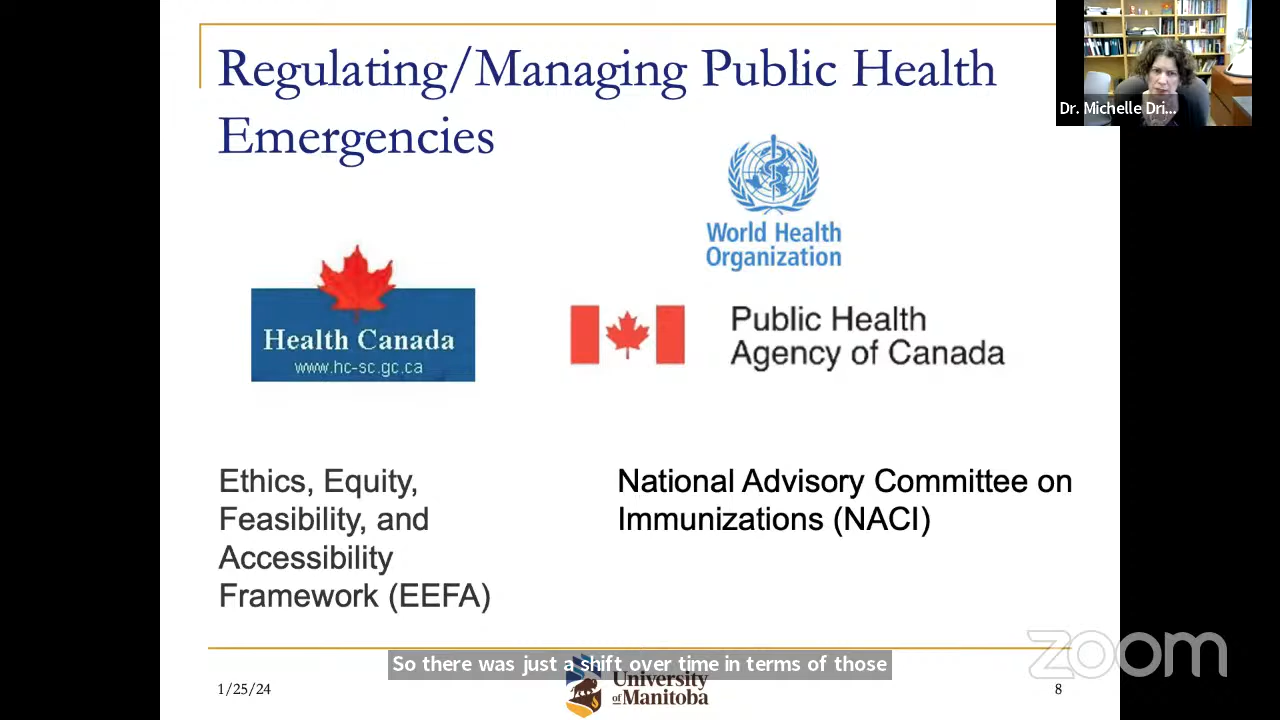 Regulating/Managing Public Health
Emergencies
Dr. Michelle Dri...
World Health
Organization
Health Canada
www.hc-sc.gc.ca
Public Health
Agency of Canada
Ethics, Equity,
Feasibility, and
Accessibility
Framework (EEFA)
National Advisory Committee on
Immunizations (NACI)
So there was just a shift over time in terms of those
1/25/24
University
of Manitoba
8
zoom